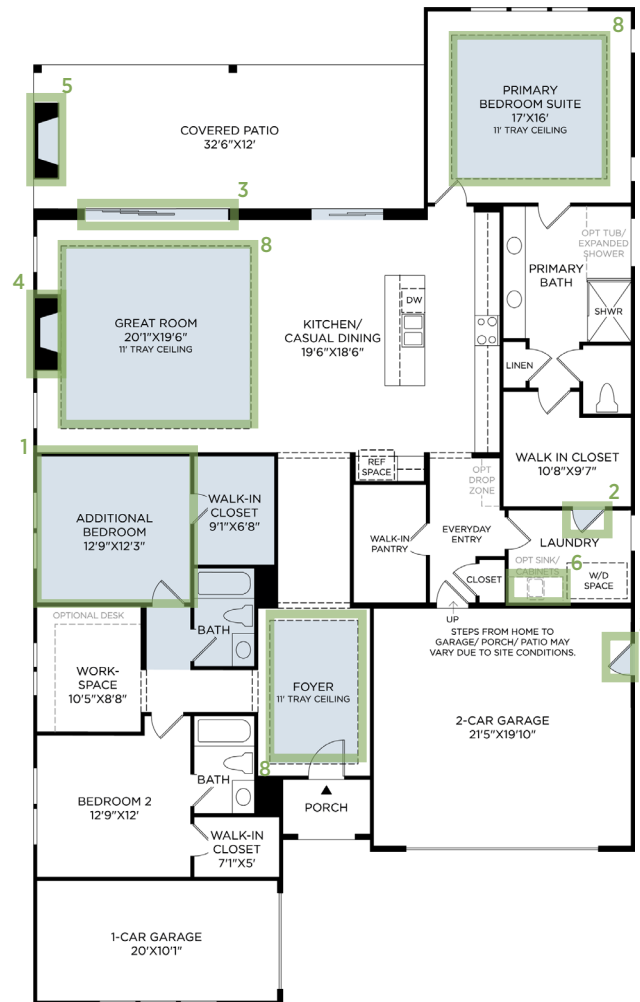 8
PRIMARY
BEDROOM SUITE
17'X16'
11' TRAY CEILING
5
COVERED PATIO
32'6"X12'
3
8
OPT TUB/
EXPANDED
SHOWER
PRIMARY
BATH
4
DW
SHWR
GREAT ROOM
20'1"X19'6"
11' TRAY CEILING
KITCHEN/
CASUAL DINING
19'6"X18'6"
LINEN
1
REF
SPACE
OPT
DROP
ZONE
WALK IN CLOSET
10'8"X9'7"
2
WALK-IN
CLOSET
9'1"X6'8"
ADDITIONAL
BEDROOM
12'9"X12'3"
WALK-IN
PANTRY
EVERYDAY
ENTRY
LAUNDRY
OPT SINK/
CABINETS
6
W/D
SPACE
CLOSET
OPTIONAL DESK
BATH
UP
STEPS FROM HOME TO
GARAGE/ PORCH/ PATIO MAY
VARY DUE TO SITE CONDITIONS.
WORK-
SPACE
10'5"X8'8"
FOYER
11' TRAY CEILING
2-CAR GARAGE
21'5"X19'10"
8
BATH
BEDROOM 2
12'9"X12'
PORCH
WALK-IN
CLOSET
7'1"X5'
1-CAR GARAGE
20'X10'1"